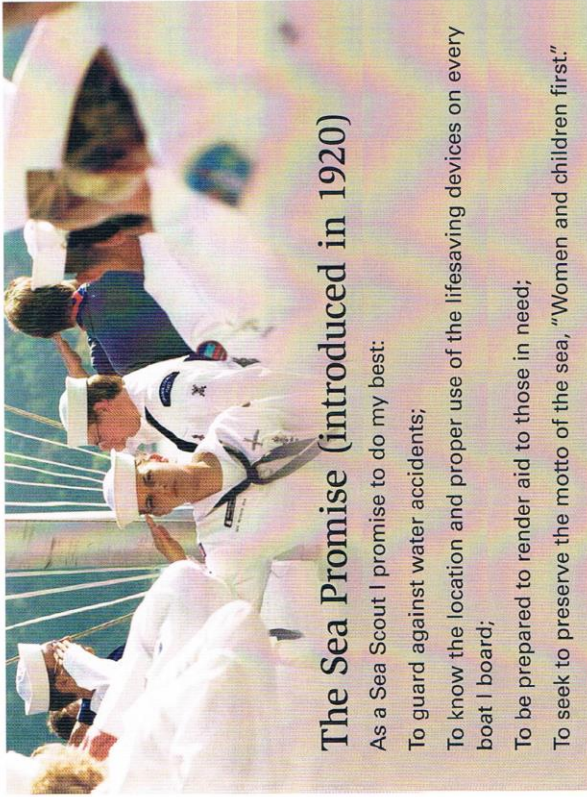 The Sea Promise (introduced in 1920)
As a Sea Scout I promise to do my best:
To guard against water accidents;
To know the location and proper use of the lifesaving devices on every
boat I board;
To be prepared to render aid to those in need;
To seek to preserve the motto of the sea, “Women and children first.”